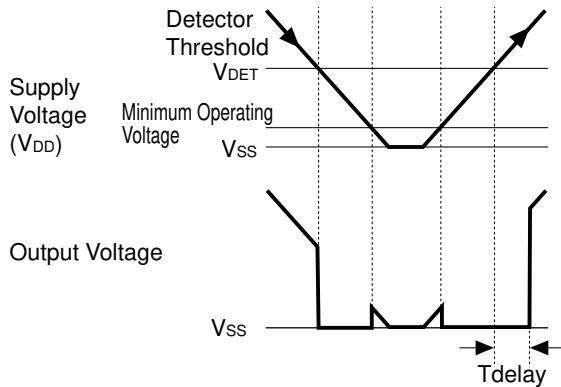 Detector
Threshold
VDET
Supply
Voltage
(VDD)
Minimum Operating
Voltage
VSS
Output Voltage
VSS
Tdelay